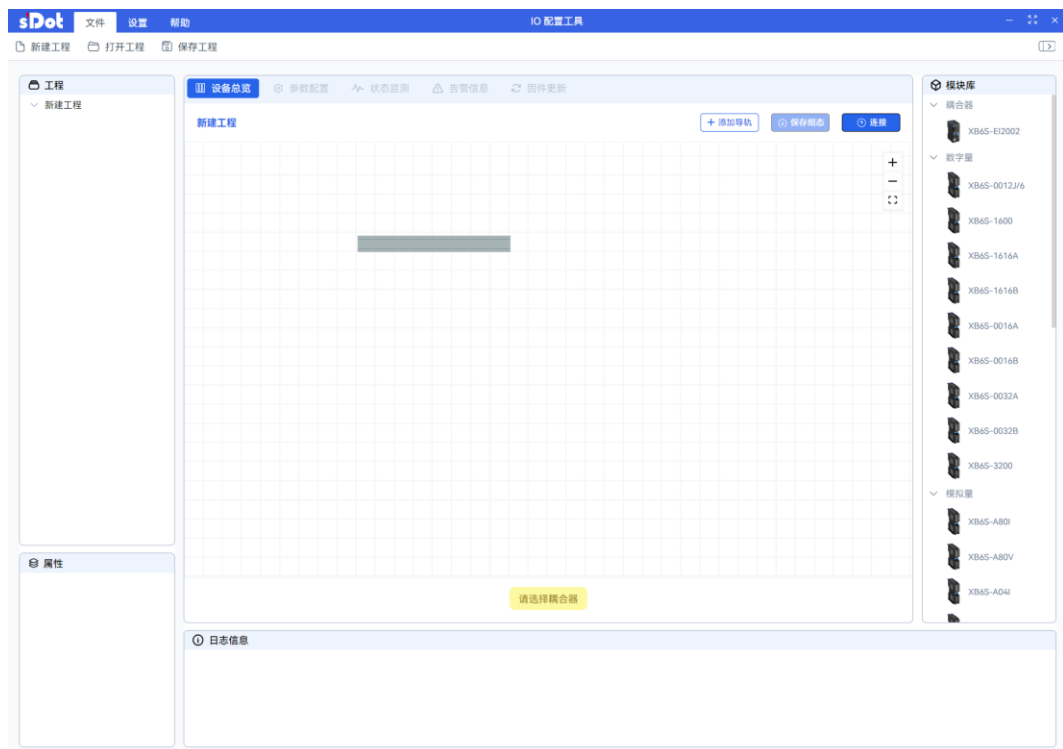 sDot 文件 设置 帮助 IO 配置工具
新建工程 打开工程 保存工程
工程
新建工程
设备总览 参数配置 状态监测 告警信息 固件更新
新建工程 + 添加导轨 保存组态 连接
请选择耦合器
模块库
耦合器
XB6S-EI2002
数字量
XB6S-0012J/6
XB6S-1600
XB6S-1616A
XB6S-1616B
XB6S-0016A
XB6S-0016B
XB6S-0032A
XB6S-0032B
XB6S-3200
模拟量
XB6S-A80I
XB6S-A80V
XB6S-A04I
属性
日志信息